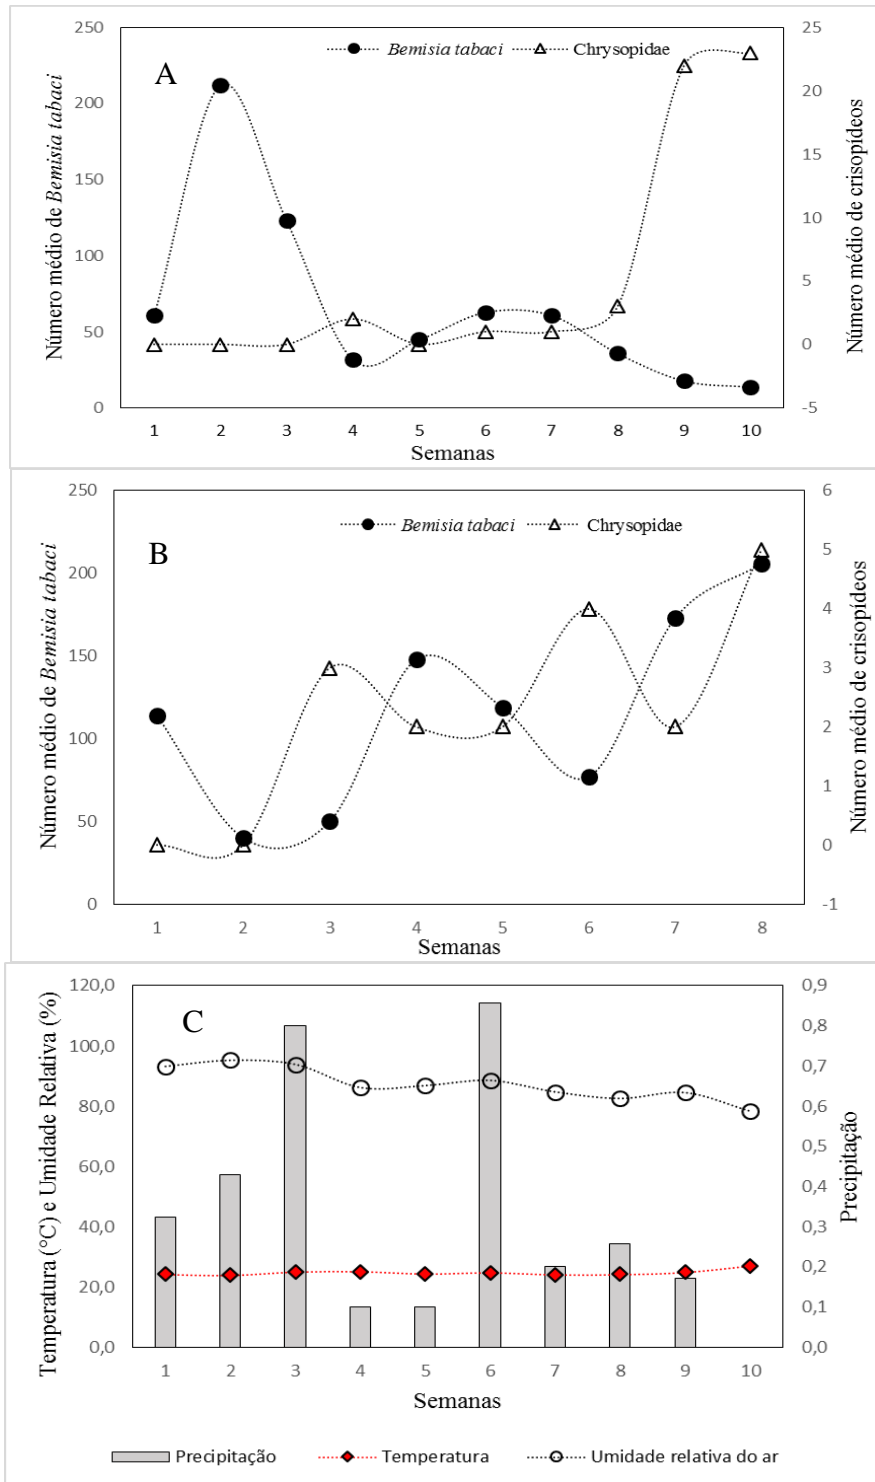 A
Bemisia tabaci
Chrysopidae
Número médio de Bemisia tabaci
250
200
150
100
50
0
25
20
15
10
5
0
-5
Número médio de crisopídeos
1 2 3 4 5 6 7 8 9 10
Semanas
B
Bemisia tabaci
Chrysopidae
Número médio de Bemisia tabaci
250
200
150
100
50
0
6
5
4
3
2
1
0
-1
Número médio de crisopídeos
1 2 3 4 5 6 7 8
Semanas
C
Temperatura (°C) e Umidade Relativa (%)
120,0
100,0
80,0
60,0
40,0
20,0
0,0
0,9
0,8
0,7
0,6
0,5
0,4
0,3
0,2
0,1
0,0
Precipitação
1 2 3 4 5 6 7 8 9 10
Semanas
Precipitação
Temperatura
Umidade relativa do ar